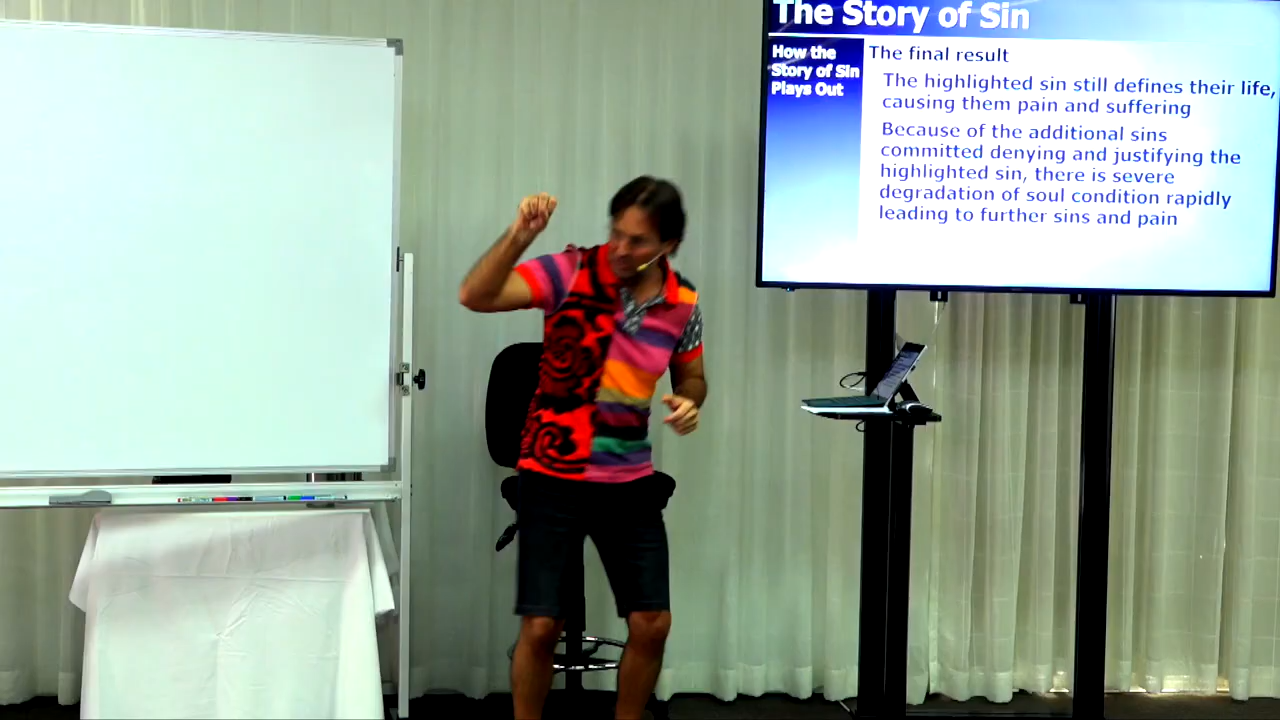 The Story of Sin
How the
Story of Sin
Plays Out
The final result
The highlighted sin still defines their life,
causing them pain and suffering
Because of the additional sins
committed denying and justifying the
highlighted sin, there is severe
degradation of soul condition rapidly
leading to further sins and pain